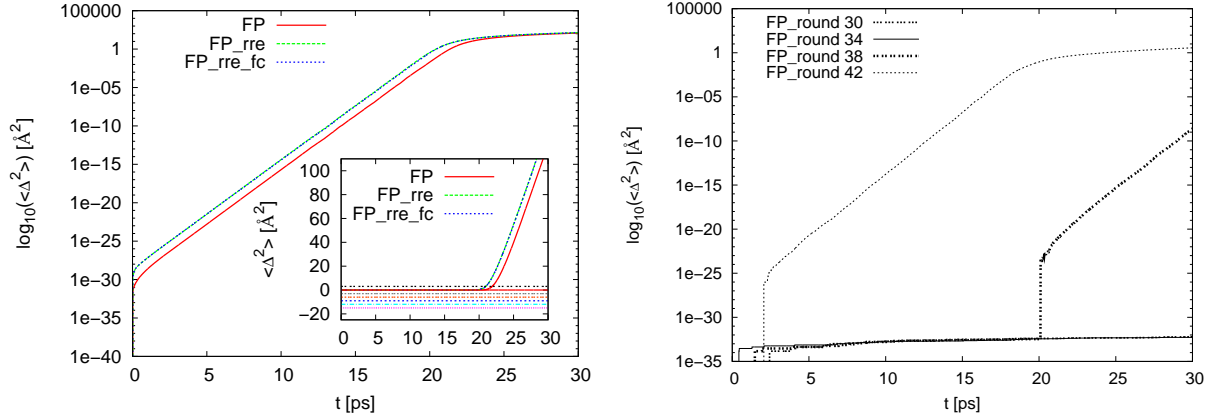 100000
1
1e−05
1e−10
1e−15
1e−20
1e−25
1e−30
1e−35
1e−40
0 5 10 15 20 25 30
log10(<Δ²>) [Å²]
t [ps]
FP
FP_rre
FP_rre_fc
100
80
60
40
20
0
−20
0 5 10 15 20 25 30
<Δ²> [Å²]
FP
FP_rre
FP_rre_fc
100000
1
1e−05
1e−10
1e−15
1e−20
1e−25
1e−30
1e−35
0 5 10 15 20 25 30
log10(<Δ²) [Å²]
t [ps]
FP_round 30
FP_round 34
FP_round 38
FP_round 42